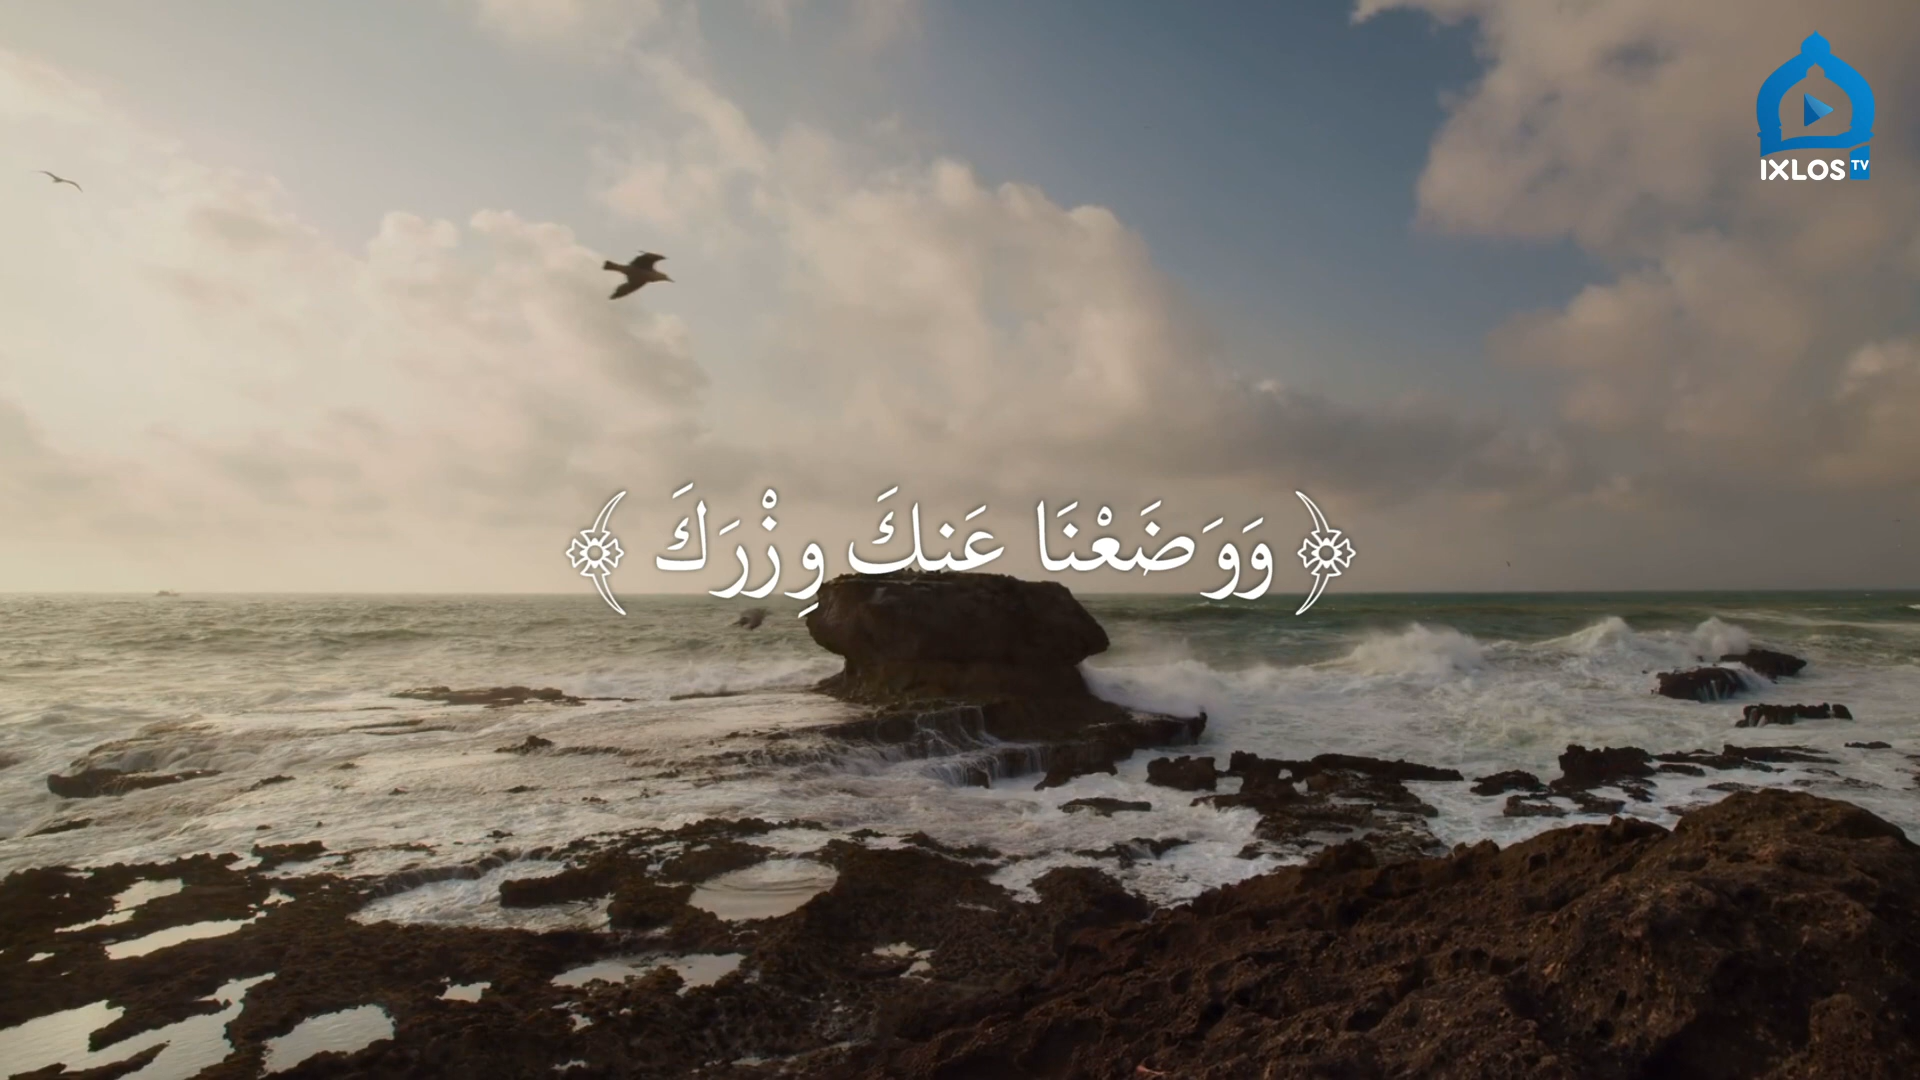 IXLOS TV
﴿ وَوَضَعْنَا عَنكَ وِزْرَكَ ﴾